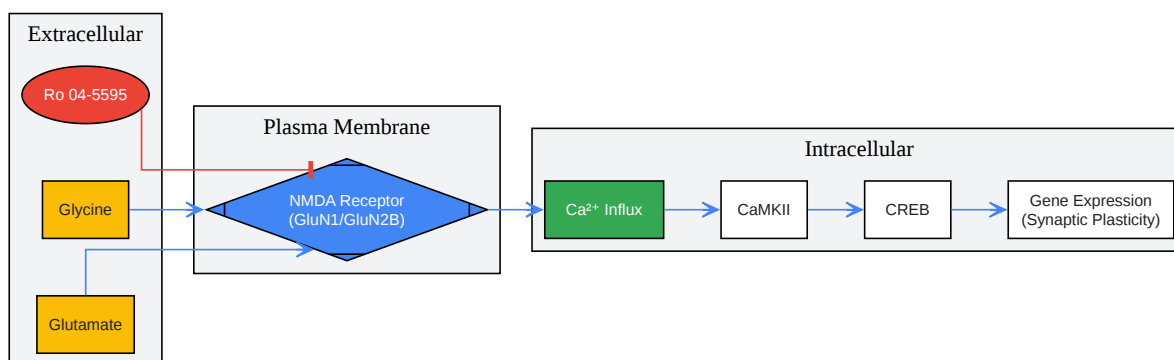 Extracellular
Ro 04-5595
Glycine
Glutamate
Plasma Membrane
NMDA Receptor
(GluN1/GluN2B)
Intracellular
Ca²⁺ Influx
CaMKII
CREB
Gene Expression
(Synaptic Plasticity)